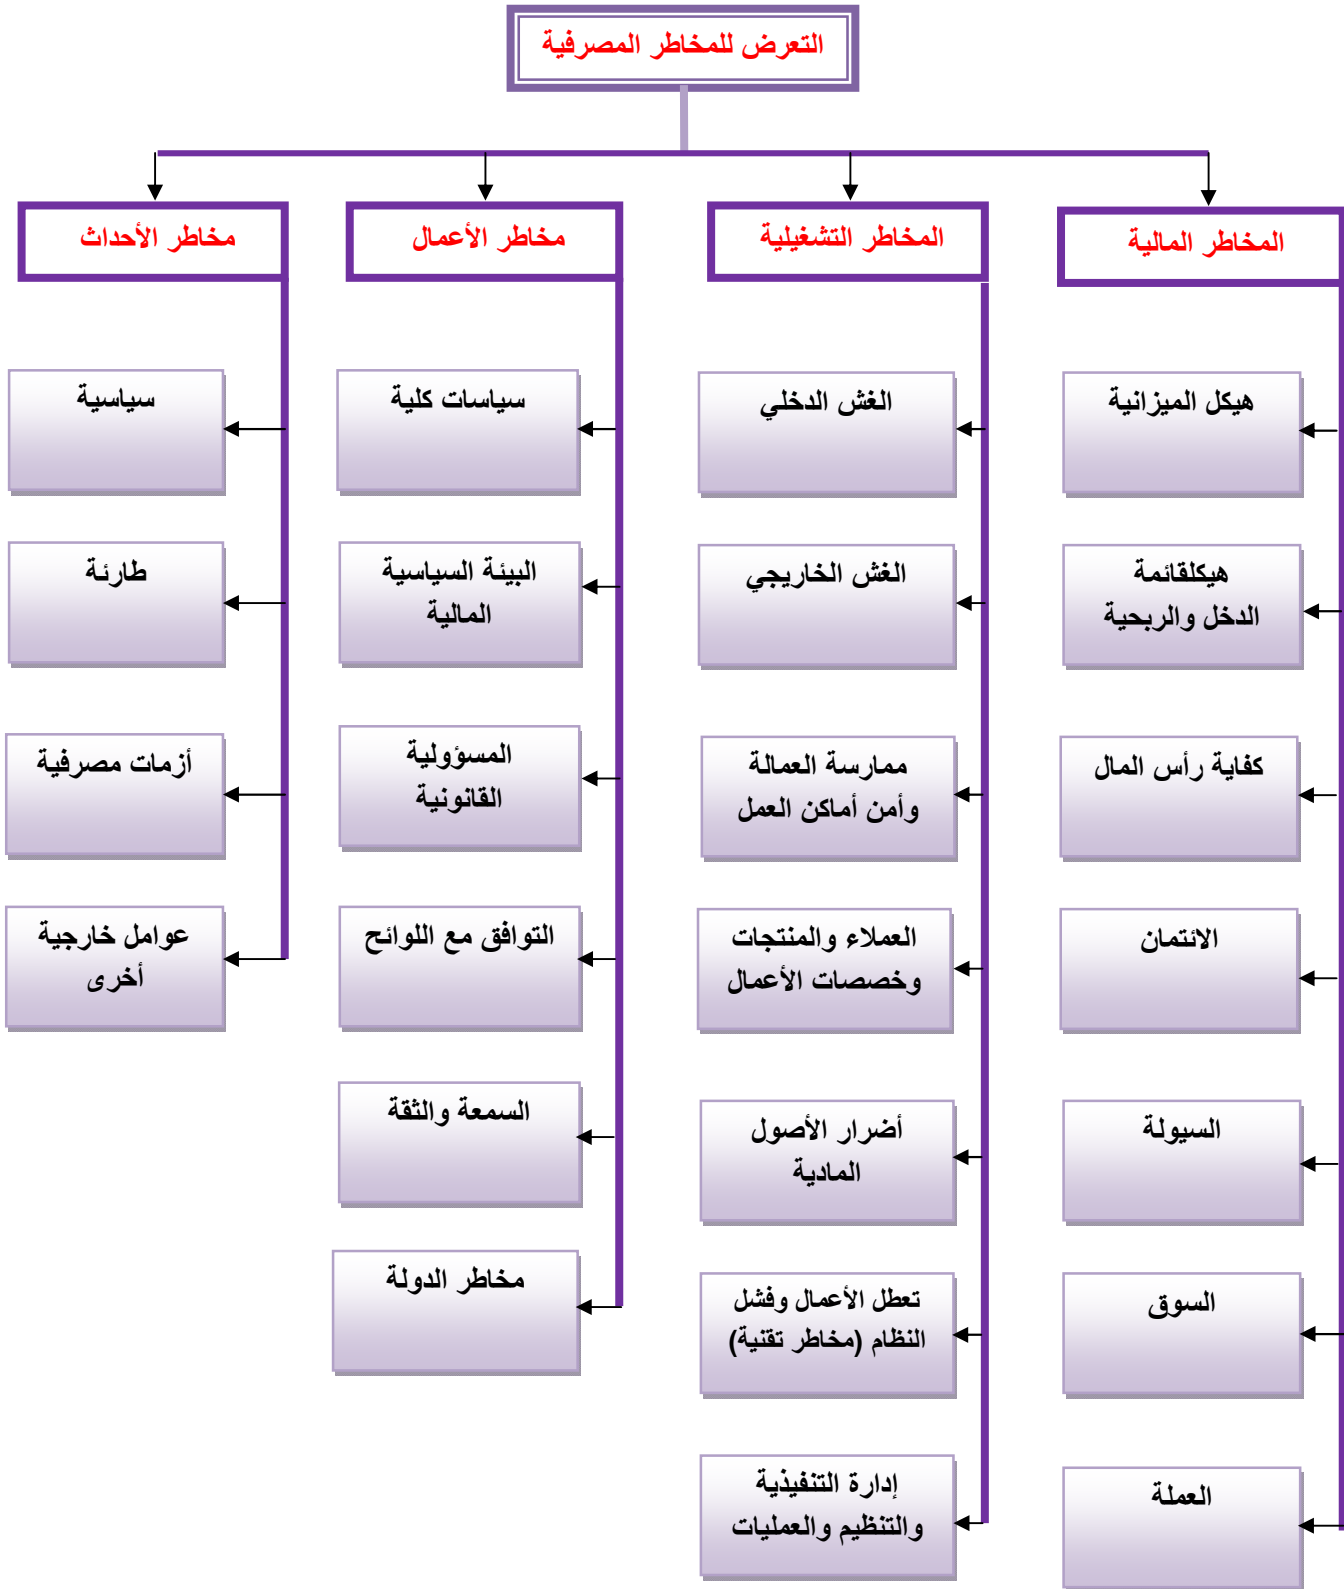 التعرض للمخاطر المصرفية
المخاطر المالية
هيكل الميزانية
هيكلقائمة
الدخل والربحية
كفاية رأس المال
الائتمان
السيولة
السوق
العملة
المخاطر التشغيلية
الغش الدخلي
الغش الخاريجي
ممارسة العمالة
وأمن أماكن العمل
العملاء والمنتجات
وخصصات الأعمال
أضرار الأصول
المادية
تعطل الأعمال وفشل
النظام (مخاطر تقنية)
إدارة التنفيذية
والتنظيم والعمليات
مخاطر الأعمال
سياسات كلية
البيئة السياسية
المالية
المسؤولية
القانونية
التوافق مع اللوائح
السمعة والثقة
مخاطر الدولة
مخاطر الأحداث
سياسية
طارئة
أزمات مصرفية
عوامل خارجية
أخرى